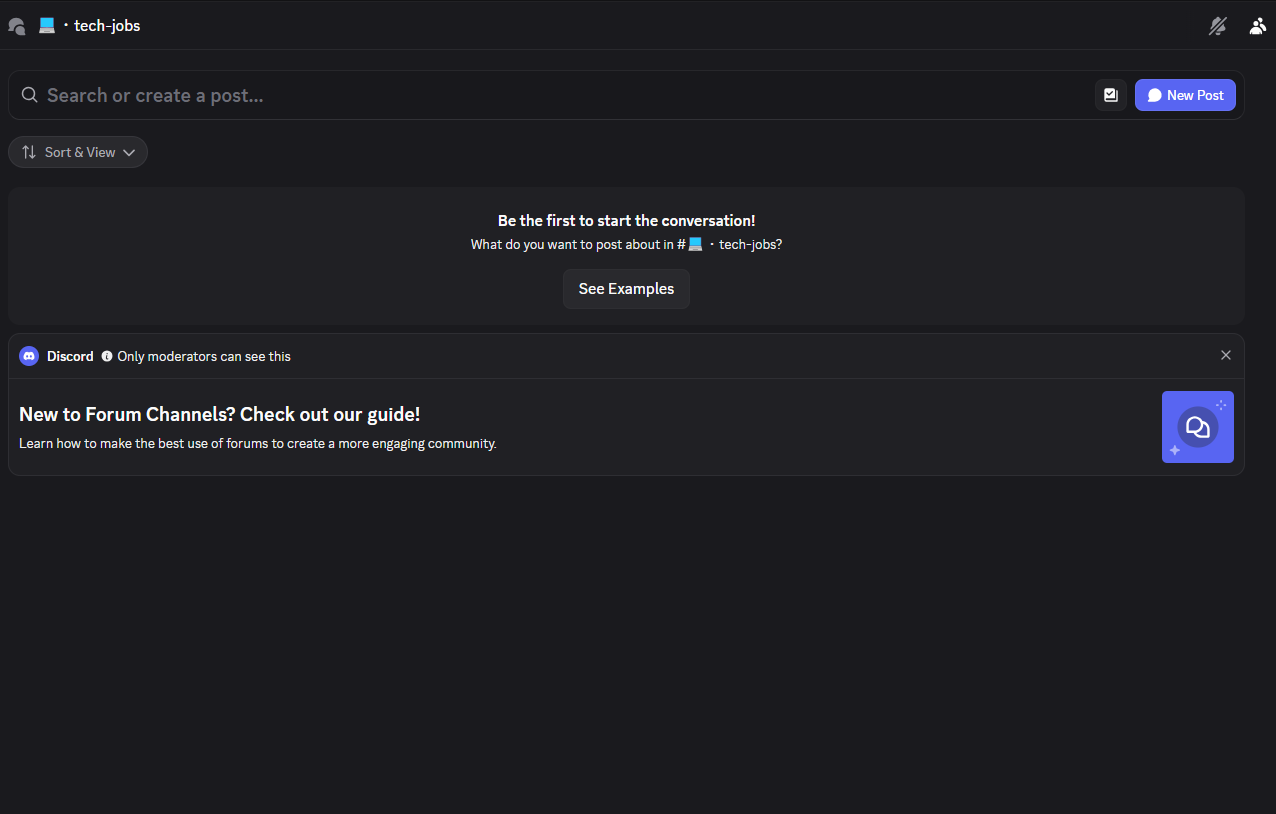 💻・tech-jobs
Search or create a post...
New Post
Sort & View
Be the first to start the conversation!
What do you want to post about in #💻・tech-jobs?
See Examples
Discord Only moderators can see this
New to Forum Channels? Check out our guide!
Learn how to make the best use of forums to create a more engaging community.